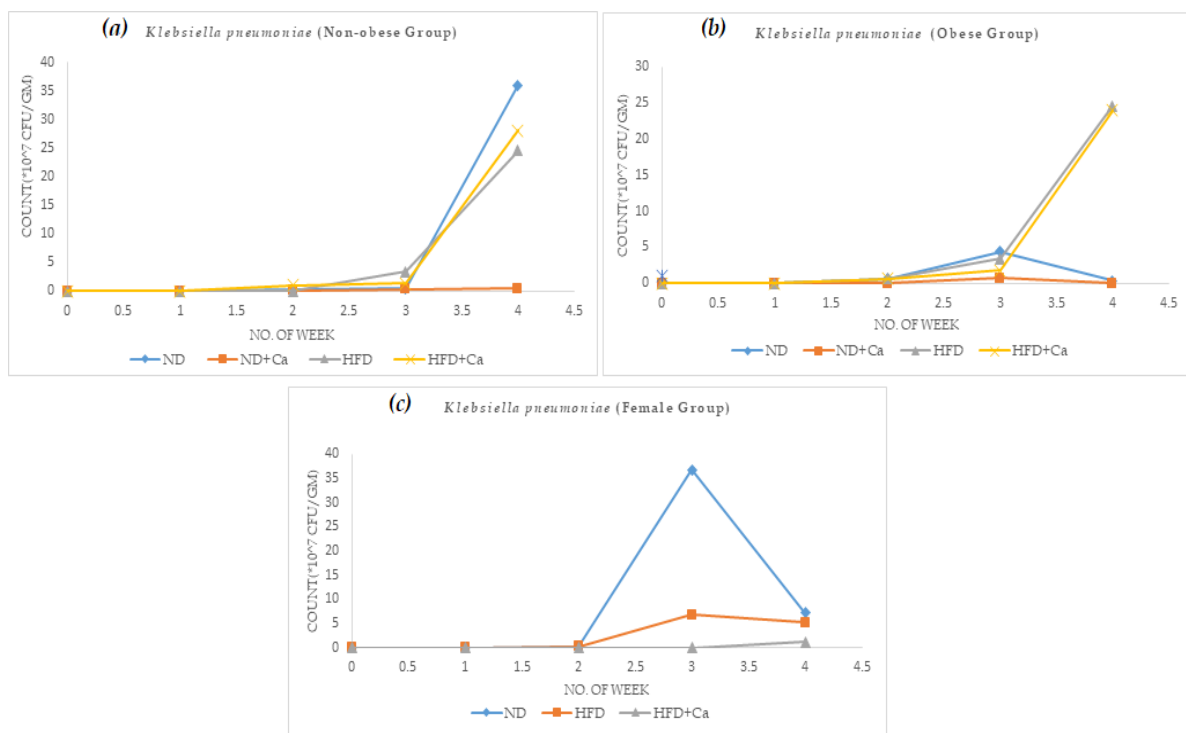 (a)
Klebsiella pneumoniae (Non-obese Group)
COUNT(*10^7 CFU/GM)
40
35
30
25
20
15
10
5
0
0 0.5 1 1.5 2 2.5 3 3.5 4 4.5
NO. OF WEEK
ND ND+Ca HFD HFD+Ca
(b)
Klebsiella pneumoniae (Obese Group)
COUNT(*10^7 CFU/GM)
30
25
20
15
10
5
0
0 0.5 1 1.5 2 2.5 3 3.5 4 4.5
NO. OF WEEK
ND ND+Ca HFD HFD+Ca
(c)
Klebsiella pneumoniae (Female Group)
COUNT(*10^7 CFU/GM)
40
35
30
25
20
15
10
5
0
0 0.5 1 1.5 2 2.5 3 3.5 4 4.5
NO. OF WEEK
ND HFD HFD+Ca